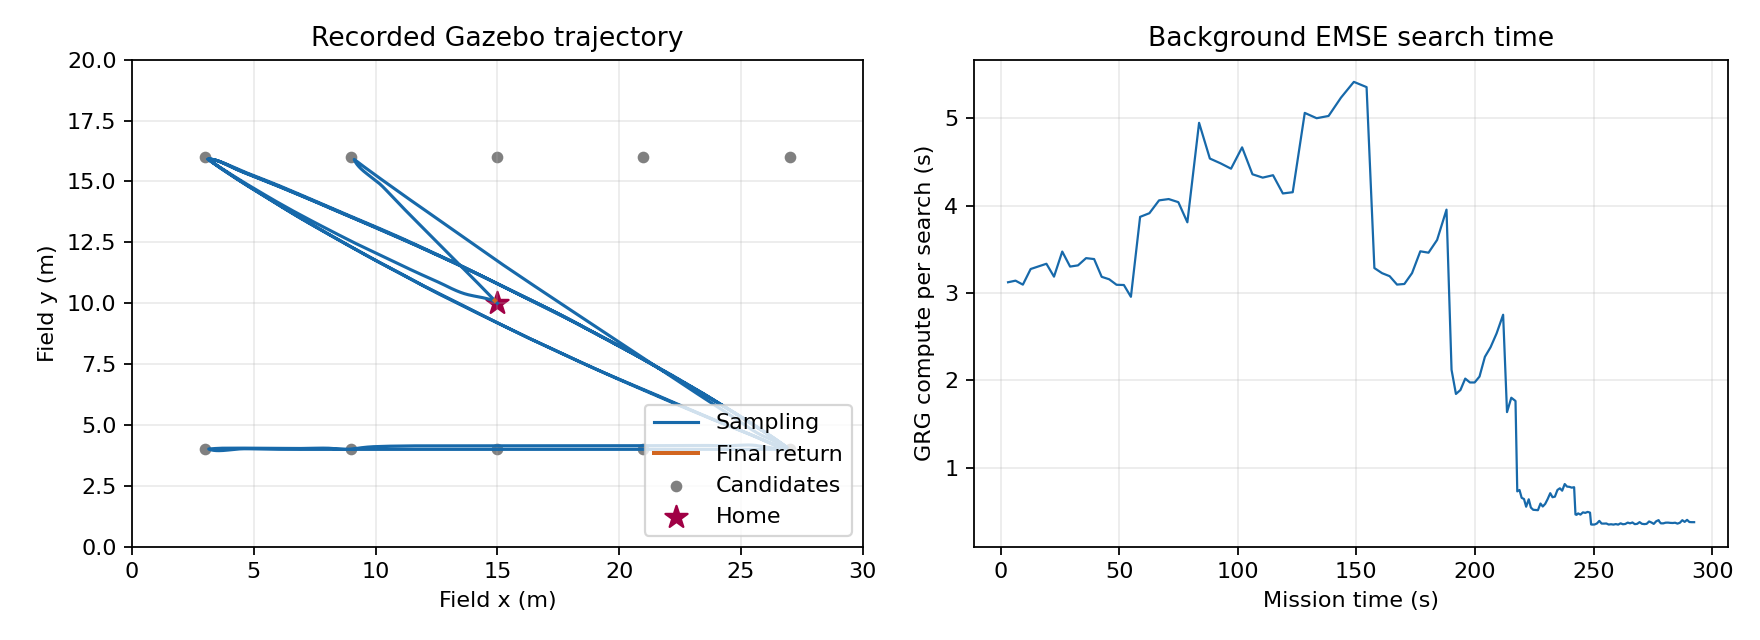 Recorded Gazebo trajectory
20.0
17.5
15.0
12.5
10.0
7.5
5.0
2.5
0.0
Field y (m)
0 5 10 15 20 25 30
Field x (m)
Sampling
Final return
Candidates
Home
Background EMSE search time
5
4
3
2
1
GRG compute per search (s)
0 50 100 150 200 250 300
Mission time (s)